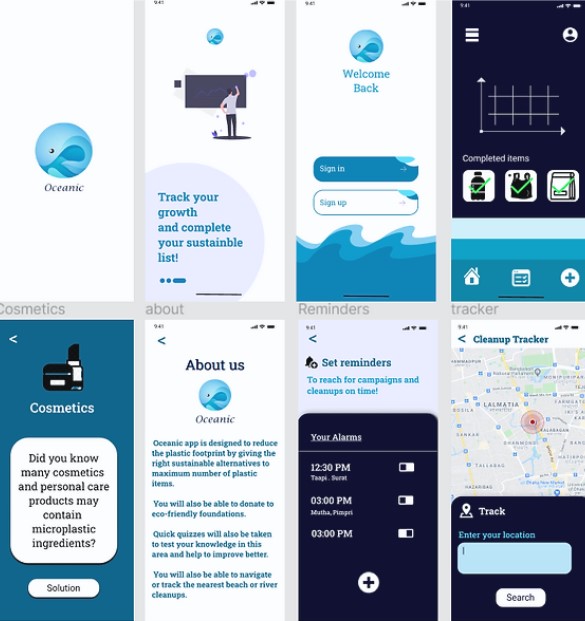 Oceanic
9:41
Track your
growth
and complete
your sustainble
list!
9:41
Welcome
Back
Sign in
Sign up
9:41
Completed items
Cosmetics
about
Reminders
tracker
<
Cosmetics
Did you know
many cosmetics
and personal care
products may
contain
microplastic
ingredients?
Solution
9:41
<
About us
Oceanic
Oceanic app is designed to reduce
the plastic footprint by giving the
right sustainable alternatives to
maximum number of plastic
items.
You will also be able to donate to
eco-friendly foundations.
Quick quizzes will also be taken
to test your knowledge in this
area and help to improve better.
You will also be able to navigate
or track the nearest beach or river
cleanups.
9:41
<
Set reminders
To reach for campaigns and
cleanups on time!
Your Alarms
12:30 PM
Taapi . Surat
03:00 PM
Mutha, Pimpri
03:00 PM
9:41
< Cleanup Tracker
LALMATIA
DHANMONDI
KALABAGAN
HAZARIBAG
Track
Enter your location
Search